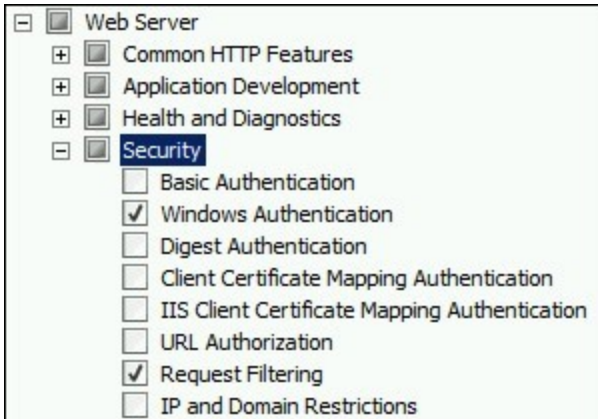 Web Server
Common HTTP Features
Application Development
Health and Diagnostics
Security
Basic Authentication
Windows Authentication
Digest Authentication
Client Certificate Mapping Authentication
IIS Client Certificate Mapping Authentication
URL Authorization
Request Filtering
IP and Domain Restrictions